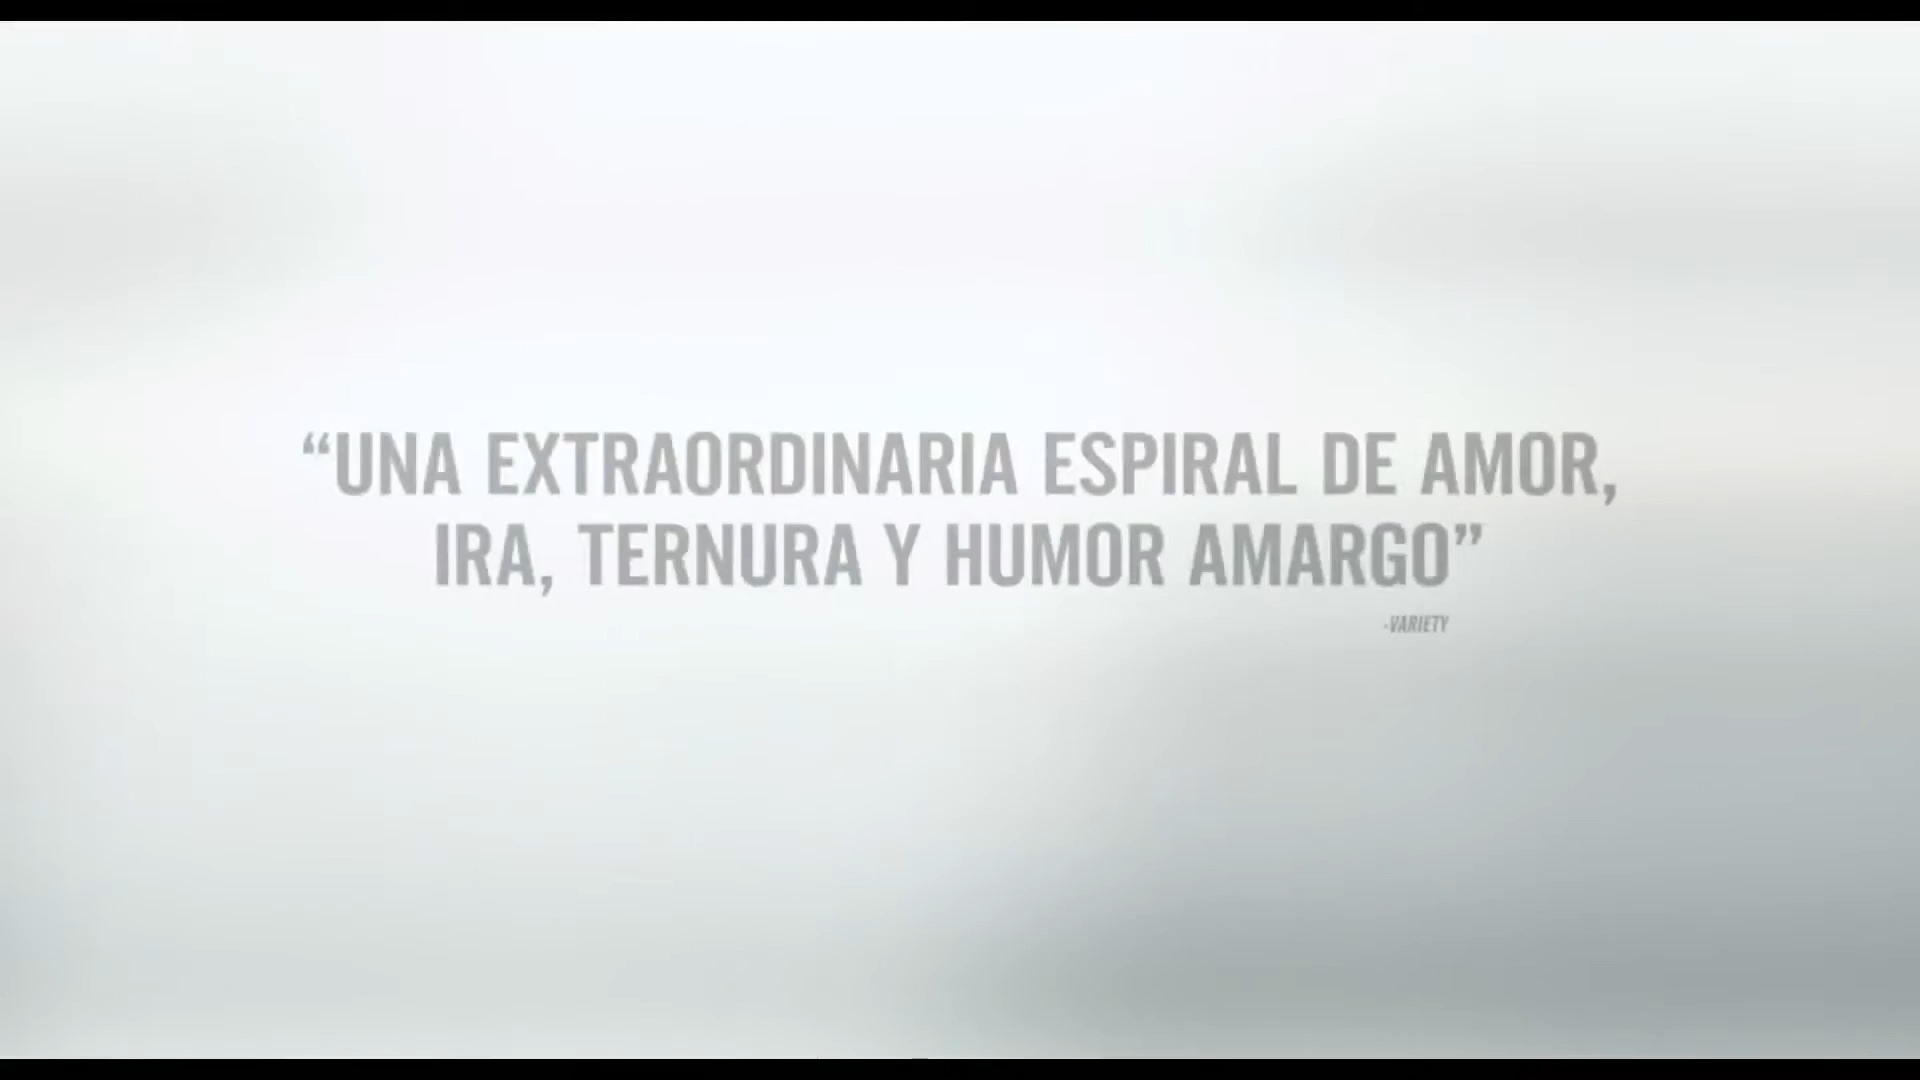 “UNA EXTRAORDINARIA ESPIRAL DE AMOR,
IRA, TERNURA Y HUMOR AMARGO”
-VARIETY